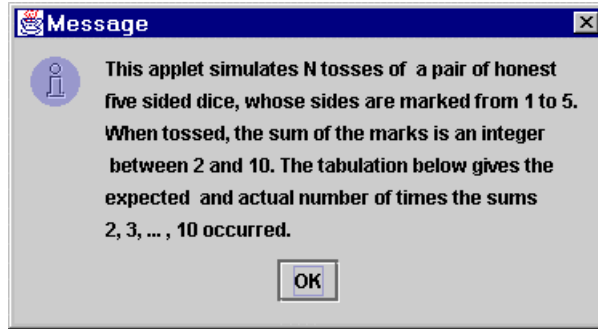 Message
This applet simulates N tosses of a pair of honest
five sided dice, whose sides are marked from 1 to 5.
When tossed, the sum of the marks is an integer
between 2 and 10. The tabulation below gives the
expected and actual number of times the sums
2, 3, ... , 10 occurred.
OK